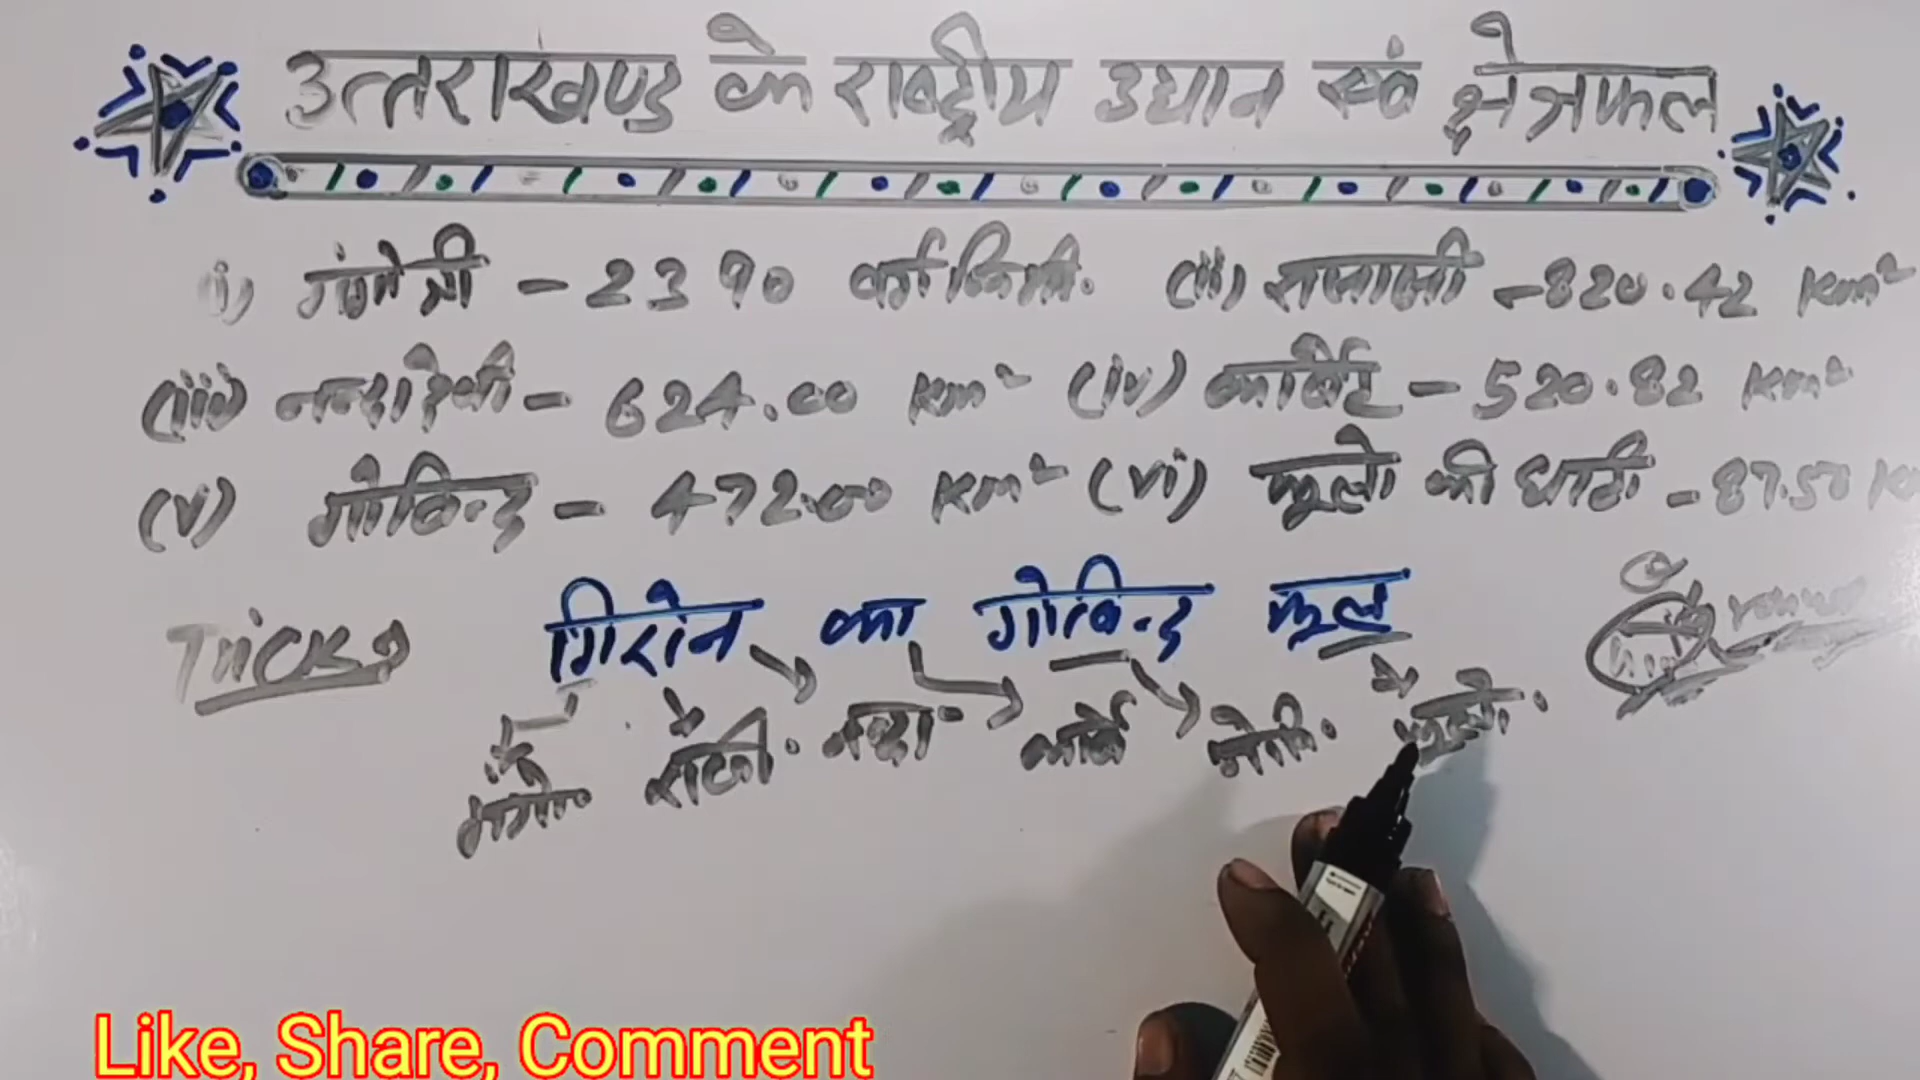 उत्तराखण्ड के राष्ट्रीय उद्यान एवं क्षेत्रफल
i) गंगोत्री - 2390 वर्ग किमी. (ii) राजाजी - 820.42 Km²
(iii) नन्दादेवी - 624.00 Km² (iv) कार्बेट - 520.82 Km²
(v) गोविन्द - 472.00 Km² (vi) फूलो की घाटी - 87.50 K
Trick गिरान का गोविन्द फूल
नन्दा कार्बे
Like, Share, Comment